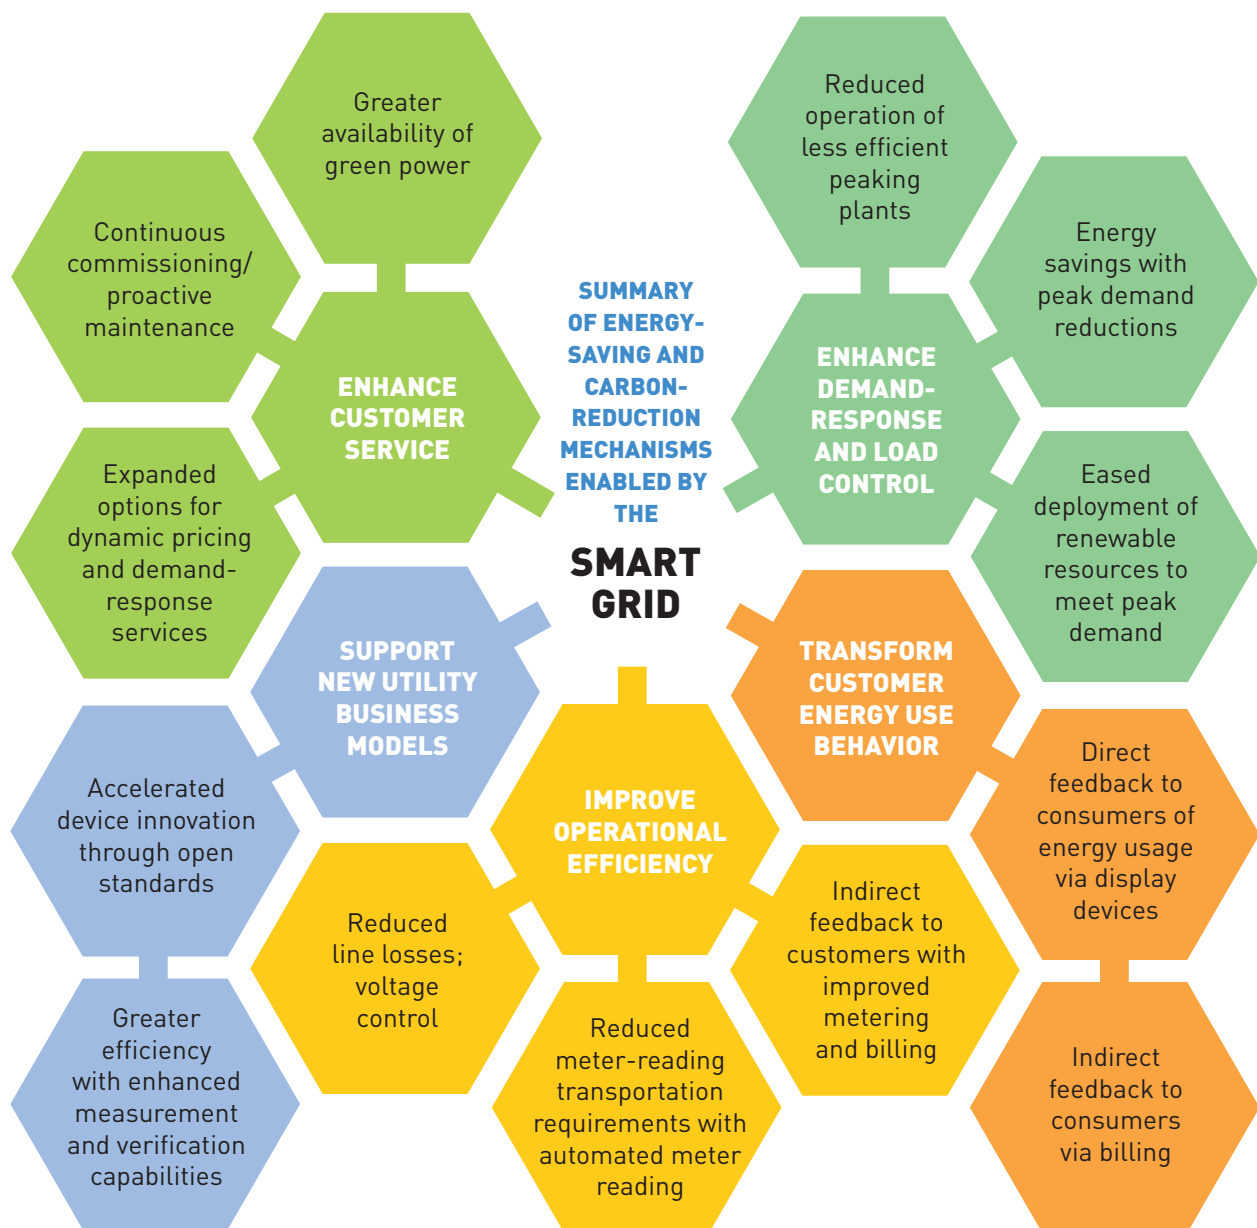 Greater
availability of
green power
Continuous
commissioning/
proactive
maintenance
ENHANCE
CUSTOMER
SERVICE
Expanded
options for
dynamic pricing
and demand-
response
services
SUMMARY
OF ENERGY-
SAVING AND
CARBON-
REDUCTION
MECHANISMS
ENABLED BY
THE
SMART
GRID
Reduced
operation of
less efficient
peaking
plants
Energy
savings with
peak demand
reductions
ENHANCE
DEMAND-
RESPONSE
AND LOAD
CONTROL
Eased
deployment of
renewable
resources to
meet peak
demand
SUPPORT
NEW UTILITY
BUSINESS
MODELS
Accelerated
device innovation
through open
standards
Greater
efficiency
with enhanced
measurement
and verification
capabilities
IMPROVE
OPERATIONAL
EFFICIENCY
Reduced
line losses;
voltage
control
Reduced
meter-reading
transportation
requirements with
automated meter
reading
Indirect
feedback to
customers with
improved
metering
and billing
TRANSFORM
CUSTOMER
ENERGY USE
BEHAVIOR
Direct
feedback to
consumers of
energy usage
via display
devices
Indirect
feedback to
consumers
via billing